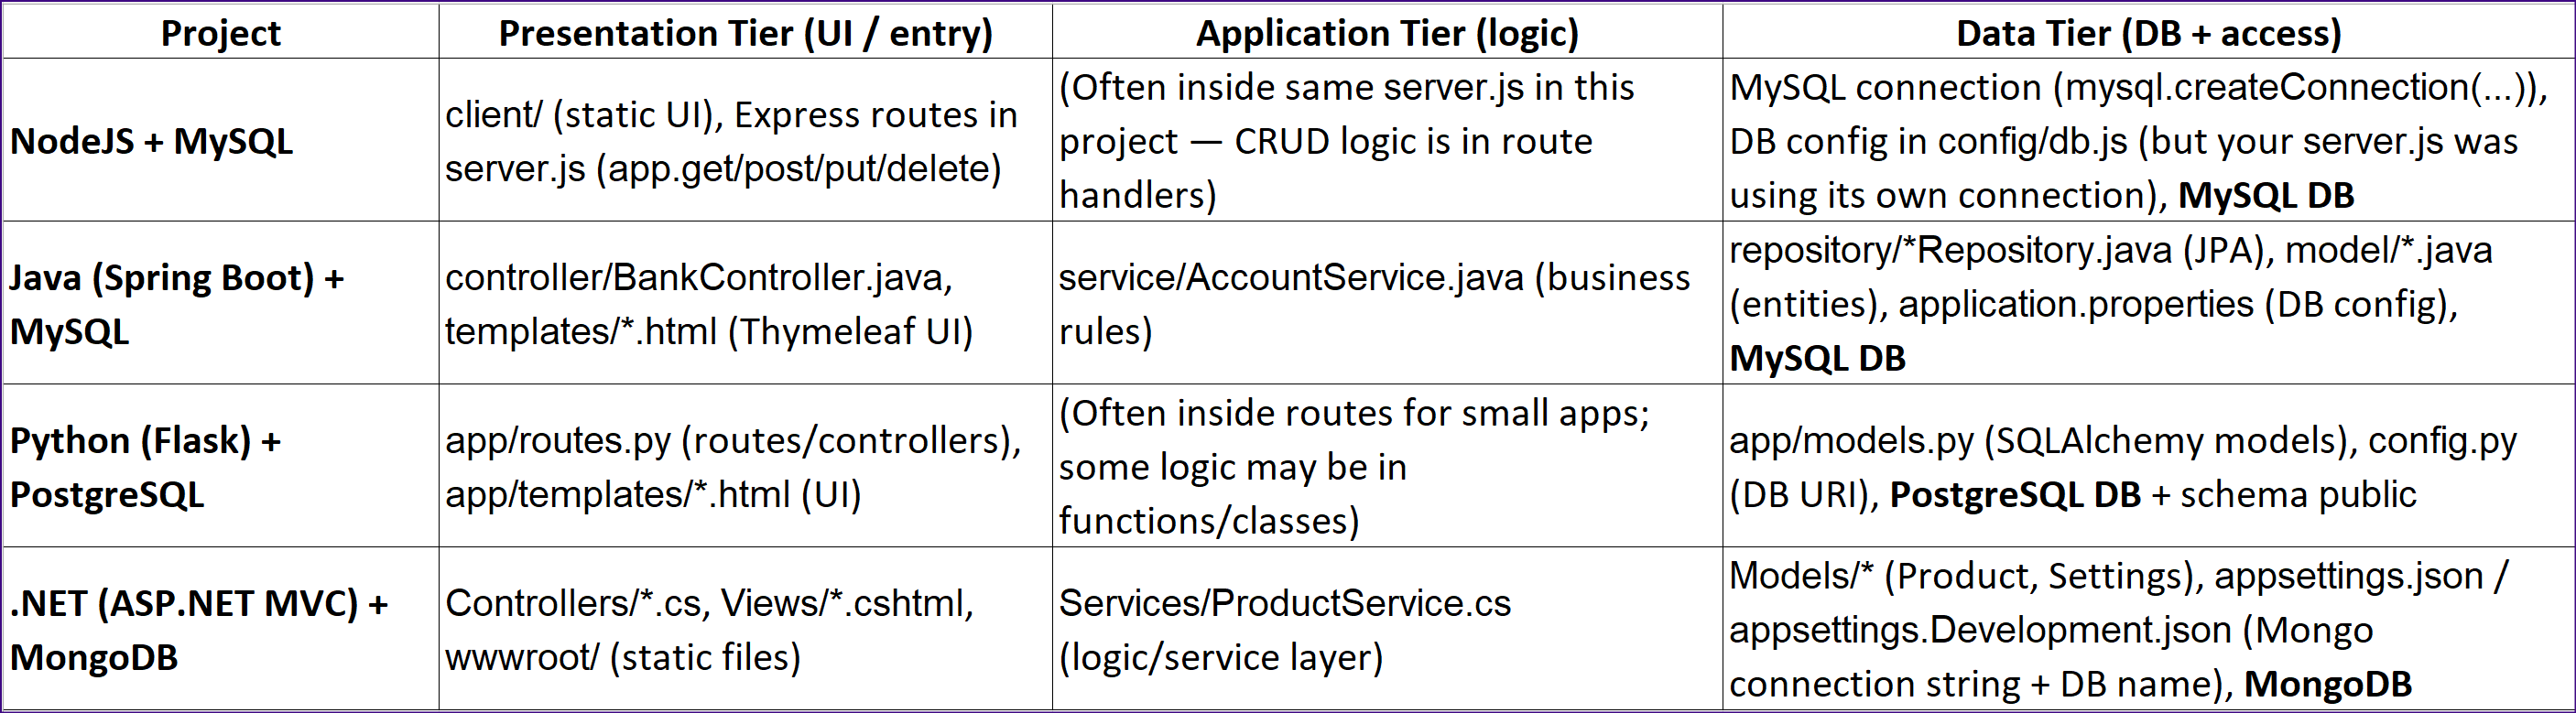 Project
Presentation Tier (UI / entry)
Application Tier (logic)
Data Tier (DB + access)
NodeJS + MySQL
client/ (static UI), Express routes in
server.js (app.get/post/put/delete)
(Often inside same server.js in this
project — CRUD logic is in route
handlers)
MySQL connection (mysql.createConnection(...)),
DB config in config/db.js (but your server.js was
using its own connection), MySQL DB
Java (Spring Boot) +
MySQL
controller/BankController.java,
templates/*.html (Thymeleaf UI)
service/AccountService.java (business
rules)
repository/*Repository.java (JPA), model/*.java
(entities), application.properties (DB config),
MySQL DB
Python (Flask) +
PostgreSQL
app/routes.py (routes/controllers),
app/templates/*.html (UI)
(Often inside routes for small apps;
some logic may be in
functions/classes)
app/models.py (SQLAlchemy models), config.py
(DB URI), PostgreSQL DB + schema public
.NET (ASP.NET MVC) +
MongoDB
Controllers/*.cs, Views/*.cshtml,
wwwroot/ (static files)
Services/ProductService.cs
(logic/service layer)
Models/* (Product, Settings), appsettings.json /
appsettings.Development.json (Mongo
connection string + DB name), MongoDB